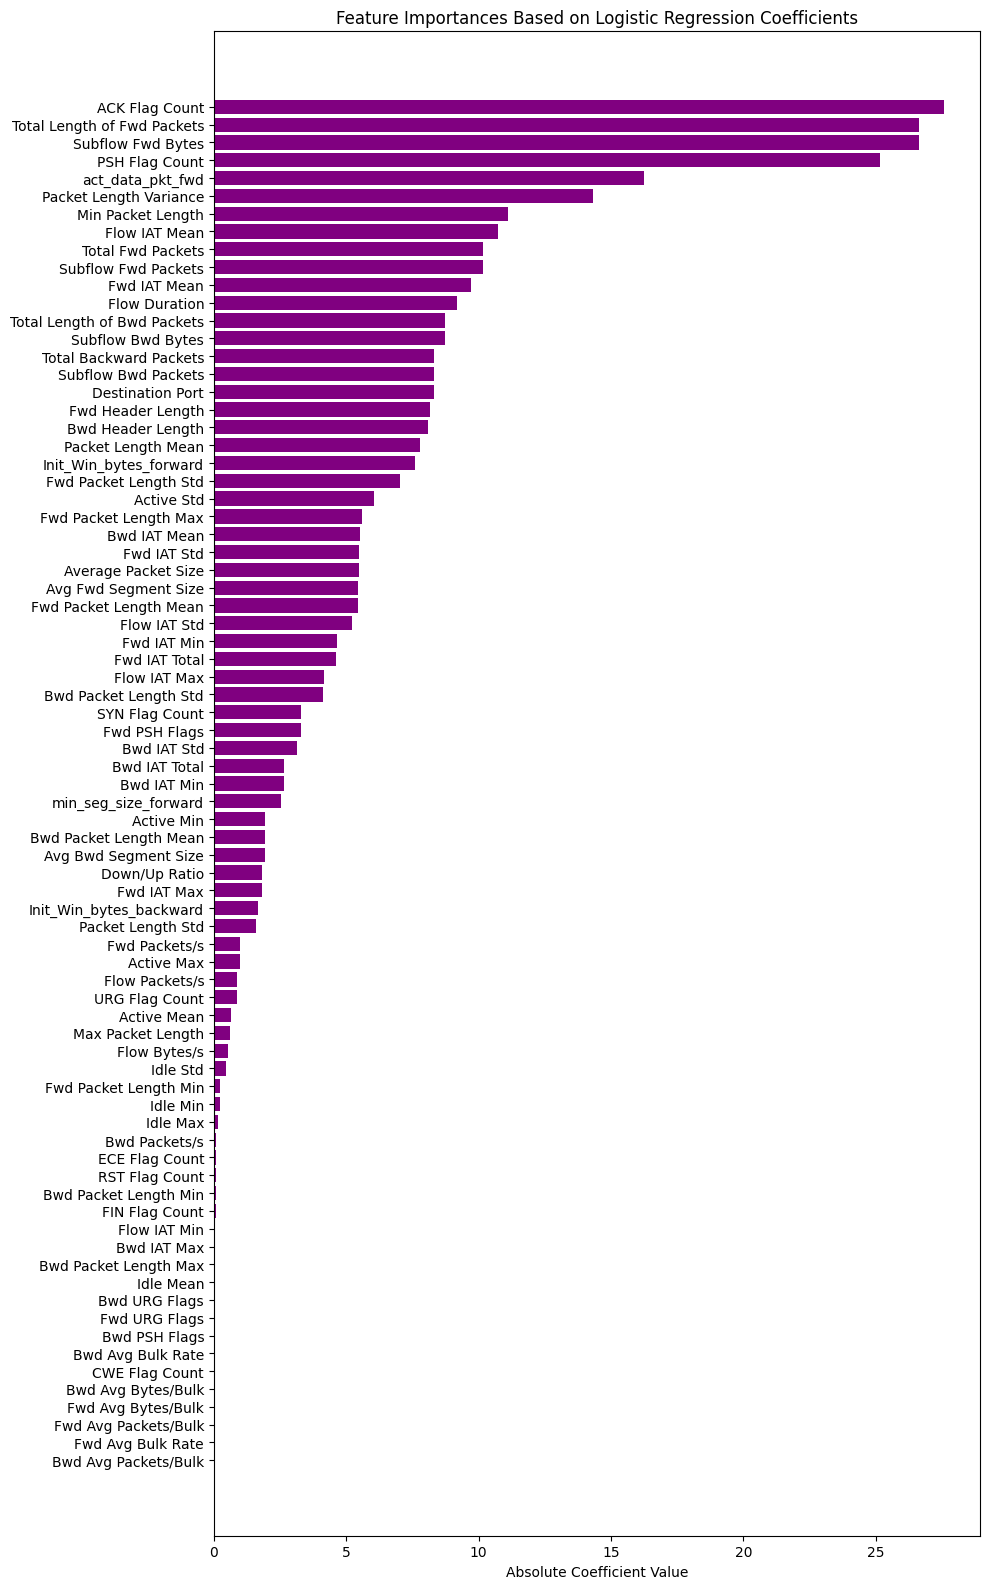 Feature Importances Based on Logistic Regression Coefficients
ACK Flag Count
Total Length of Fwd Packets
Subflow Fwd Bytes
PSH Flag Count
act_data_pkt_fwd
Packet Length Variance
Min Packet Length
Flow IAT Mean
Total Fwd Packets
Subflow Fwd Packets
Fwd IAT Mean
Flow Duration
Total Length of Bwd Packets
Subflow Bwd Bytes
Total Backward Packets
Subflow Bwd Packets
Destination Port
Fwd Header Length
Bwd Header Length
Packet Length Mean
Init_Win_bytes_forward
Fwd Packet Length Std
Active Std
Fwd Packet Length Max
Bwd IAT Mean
Fwd IAT Std
Average Packet Size
Avg Fwd Segment Size
Fwd Packet Length Mean
Flow IAT Std
Fwd IAT Min
Fwd IAT Total
Flow IAT Max
Bwd Packet Length Std
SYN Flag Count
Fwd PSH Flags
Bwd IAT Std
Bwd IAT Total
Bwd IAT Min
min_seg_size_forward
Active Min
Bwd Packet Length Mean
Avg Bwd Segment Size
Down/Up Ratio
Fwd IAT Max
Init_Win_bytes_backward
Packet Length Std
Fwd Packets/s
Active Max
Flow Packets/s
URG Flag Count
Active Mean
Max Packet Length
Flow Bytes/s
Idle Std
Fwd Packet Length Min
Idle Min
Idle Max
Bwd Packets/s
ECE Flag Count
RST Flag Count
Bwd Packet Length Min
FIN Flag Count
Flow IAT Min
Bwd IAT Max
Bwd Packet Length Max
Idle Mean
Bwd URG Flags
Fwd URG Flags
Bwd PSH Flags
Bwd Avg Bulk Rate
CWE Flag Count
Bwd Avg Bytes/Bulk
Fwd Avg Bytes/Bulk
Fwd Avg Packets/Bulk
Fwd Avg Bulk Rate
Bwd Avg Packets/Bulk
0 5 10 15 20 25
Absolute Coefficient Value